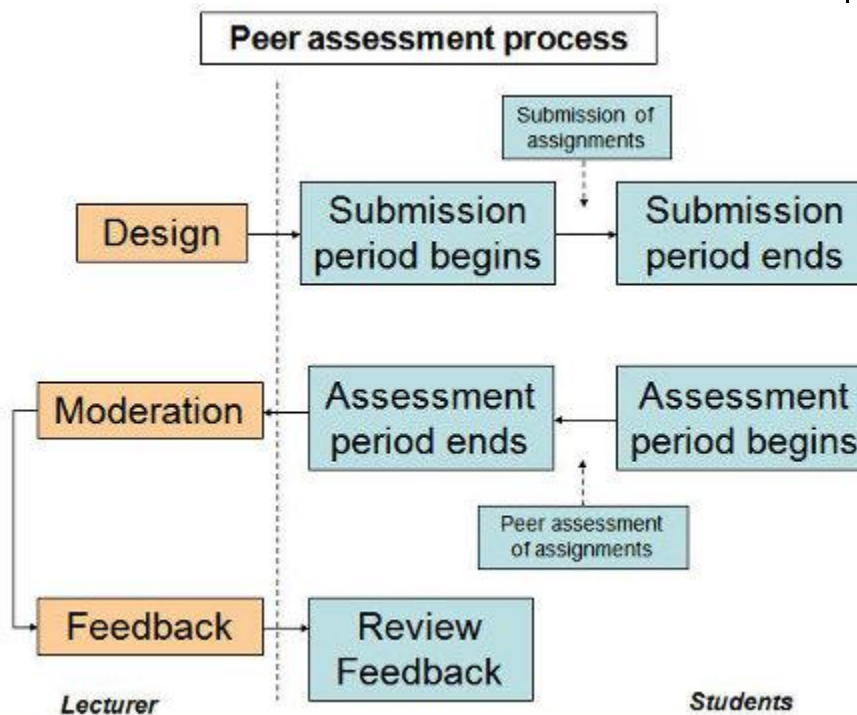 Peer assessment process
Submission of
assignments
Design
Submission
period begins
Submission
period ends
Moderation
Assessment
period ends
Assessment
period begins
Peer assessment
of assignments
Feedback
Review
Feedback
Lecturer
Students